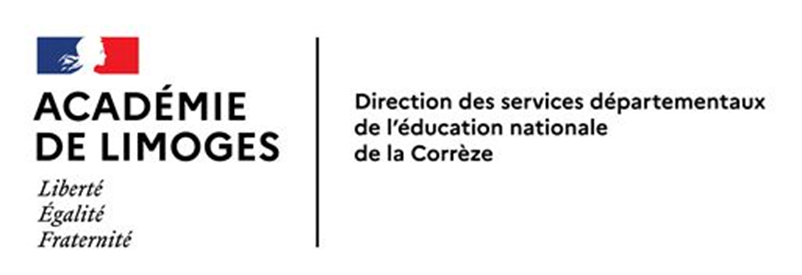 ACADÉMIE
DE LIMOGES
Liberté
Égalité
Fraternité
Direction des services départementaux
de l'éducation nationale
de la Corrèze